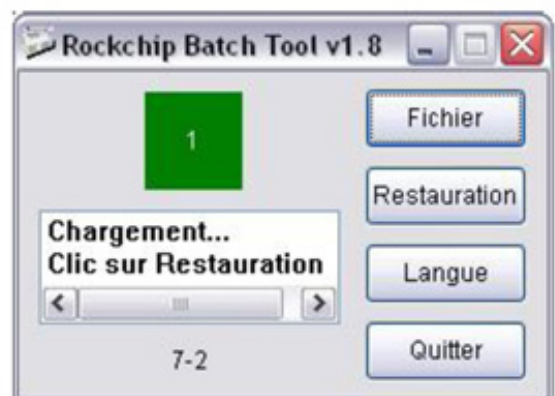 Rockchip Batch Tool v1.8
1
Fichier
Restauration
Chargement...
Clic sur Restauration
Langue
7-2
Quitter